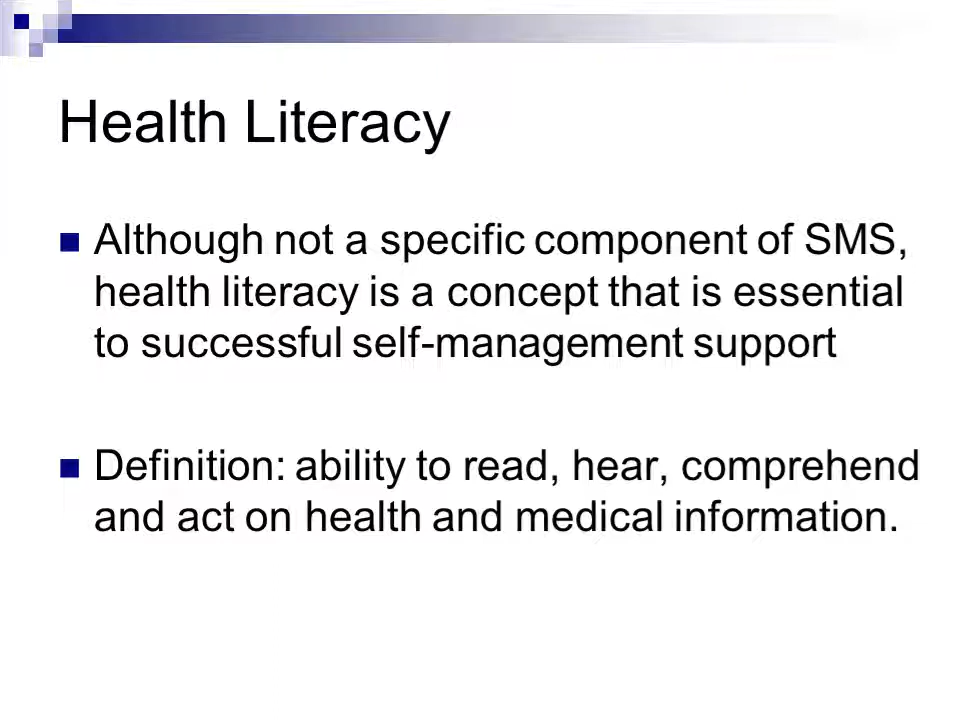 Health Literacy
Although not a specific component of SMS,
health literacy is a concept that is essential
to successful self-management support
Definition: ability to read, hear, comprehend
and act on health and medical information.